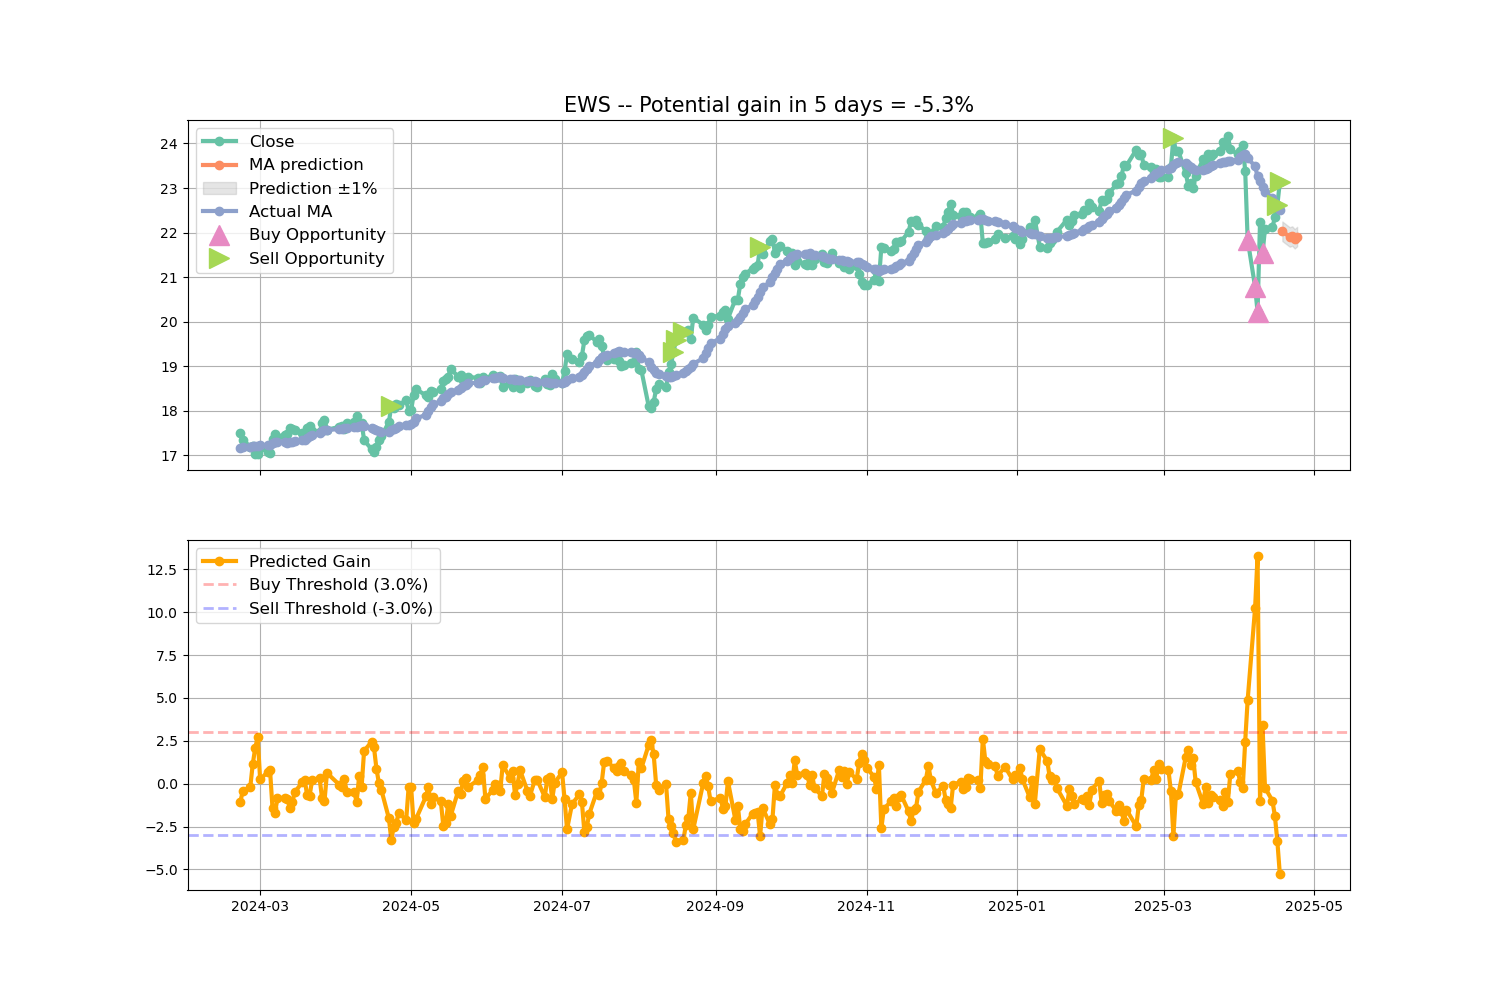 EWS -- Potential gain in 5 days = -5.3%
24
23
22
21
20
19
18
17
Close
MA prediction
Prediction ±1%
Actual MA
Buy Opportunity
Sell Opportunity
12.5
10.0
7.5
5.0
2.5
0.0
−2.5
−5.0
Predicted Gain
Buy Threshold (3.0%)
Sell Threshold (-3.0%)
2024-03 2024-05 2024-07 2024-09 2024-11 2025-01 2025-03 2025-05